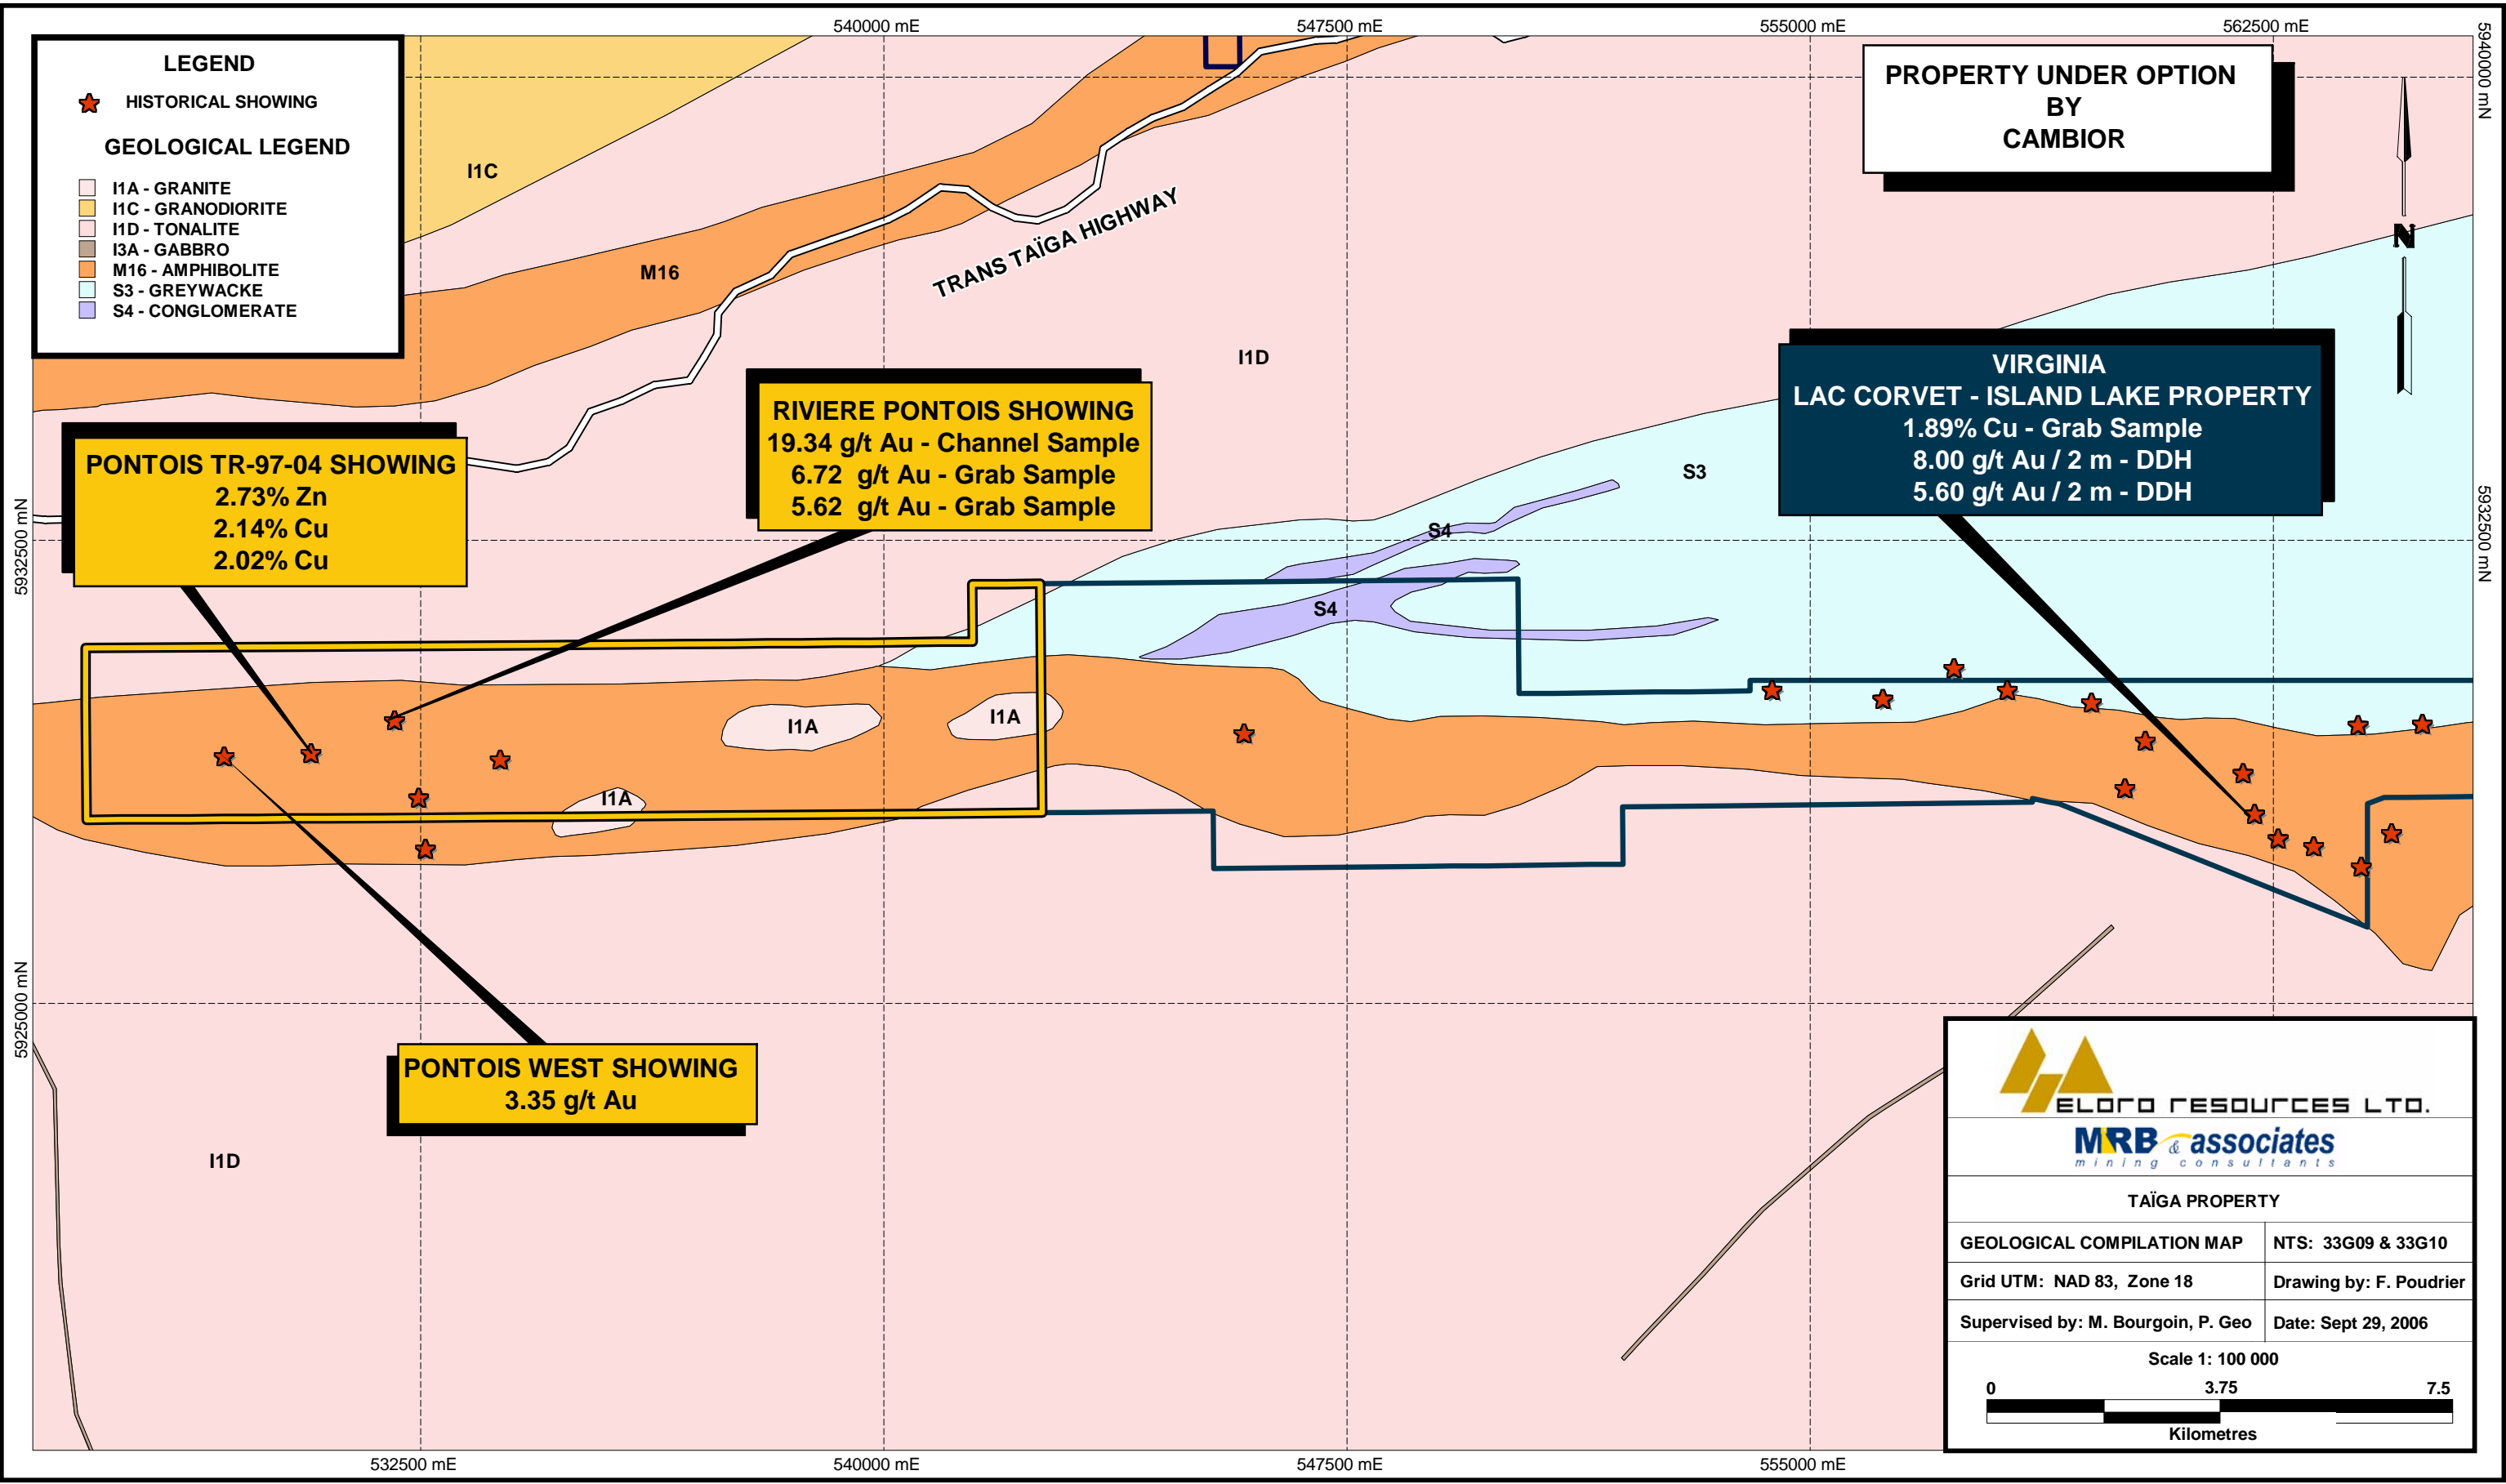 540000 mE
547500 mE
555000 mE
562500 mE
5940000 mN
LEGEND
HISTORICAL SHOWING
GEOLOGICAL LEGEND
I1A - GRANITE
I1C - GRANODIORITE
I1D - TONALITE
I3A - GABBRO
M16 - AMPHIBOLITE
S3 - GREYWACKE
S4 - CONGLOMERATE
PROPERTY UNDER OPTION
BY
CAMBIOR
N
I1C
M16
TRANS TAÏGA HIGHWAY
I1D
VIRGINIA
LAC CORVET - ISLAND LAKE PROPERTY
1.89% Cu - Grab Sample
8.00 g/t Au / 2 m - DDH
5.60 g/t Au / 2 m - DDH
RIVIERE PONTOIS SHOWING
19.34 g/t Au - Channel Sample
6.72 g/t Au - Grab Sample
5.62 g/t Au - Grab Sample
PONTOIS TR-97-04 SHOWING
2.73% Zn
2.14% Cu
2.02% Cu
S3
S4
S4
5932500 mN
5932500 mN
I1A
I1A
I1A
5925000 mN
PONTOIS WEST SHOWING
3.35 g/t Au
I1D
ELORO RESOURCES LTD.
MRB & associates
mining consultants
TAÏGA PROPERTY
GEOLOGICAL COMPILATION MAP
NTS: 33G09 & 33G10
Grid UTM: NAD 83, Zone 18
Drawing by: F. Poudrier
Supervised by: M. Bourgoin, P. Geo
Date: Sept 29, 2006
Scale 1: 100 000
0 3.75 7.5
Kilometres
532500 mE
540000 mE
547500 mE
555000 mE